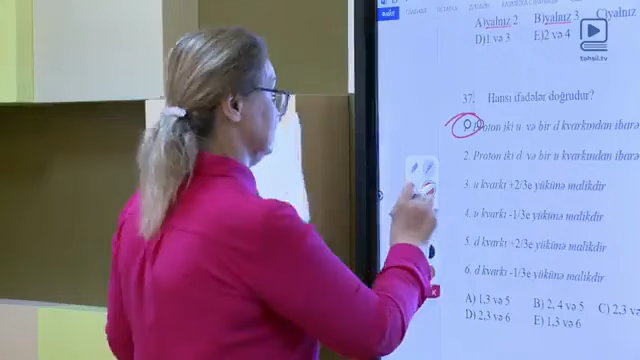 A)yalnız 2 B)yalnız 3 C)yalnız
D)1 və 3 E)2 və 4
tehsil.tv
37. Hansı ifadələr doğrudur?
Proton iki u və bir d kvarkından ibarə
2. Proton iki d və bir u kvarkından ibarə
3. u kvarkı +2/3e yükünə malikdir
4. u kvarkı -1/3e yükünə malikdir
5. d kvarkı +2/3e yükünə malikdir
6. d kvarkı -1/3e yükünə malikdir
A) 1,3 və 5 B) 2, 4 və 5 C) 2,3 və
D) 2,3 və 6 E) 1,3 və 6